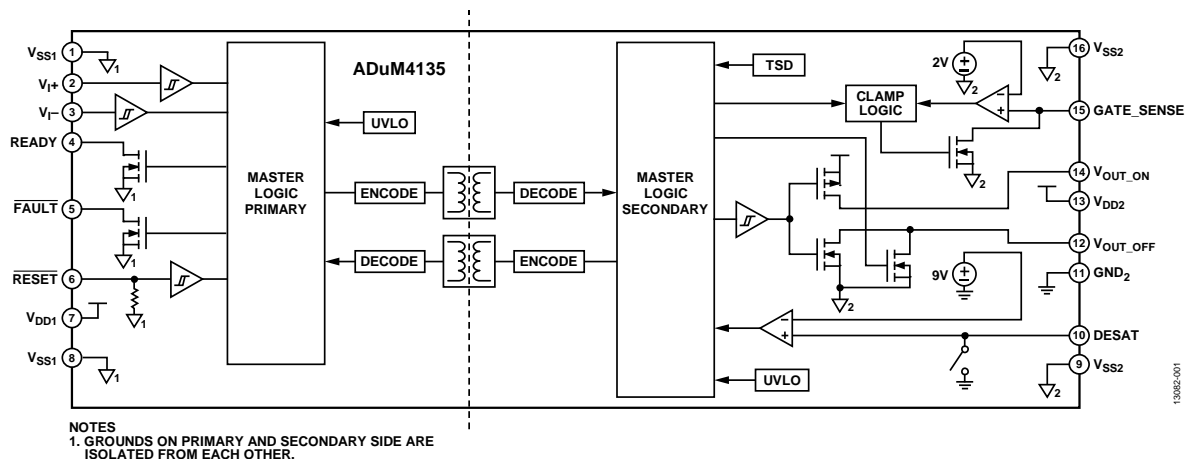 ADuM4135
VSS1 1
VI+ 2
VI− 3
READY 4
FAULT 5
RESET 6
VDD1 7
VSS1 8
1
1
1
1
1
MASTER
LOGIC
PRIMARY
UVLO
ENCODE
DECODE
DECODE
ENCODE
MASTER
LOGIC
SECONDARY
TSD
UVLO
CLAMP
LOGIC
2V
9V
2
2
2
2
2
16 VSS2
15 GATE_SENSE
14 VOUT_ON
13 VDD2
12 VOUT_OFF
11 GND2
10 DESAT
9 VSS2
13082-001
NOTES
1. GROUNDS ON PRIMARY AND SECONDARY SIDE ARE
ISOLATED FROM EACH OTHER.